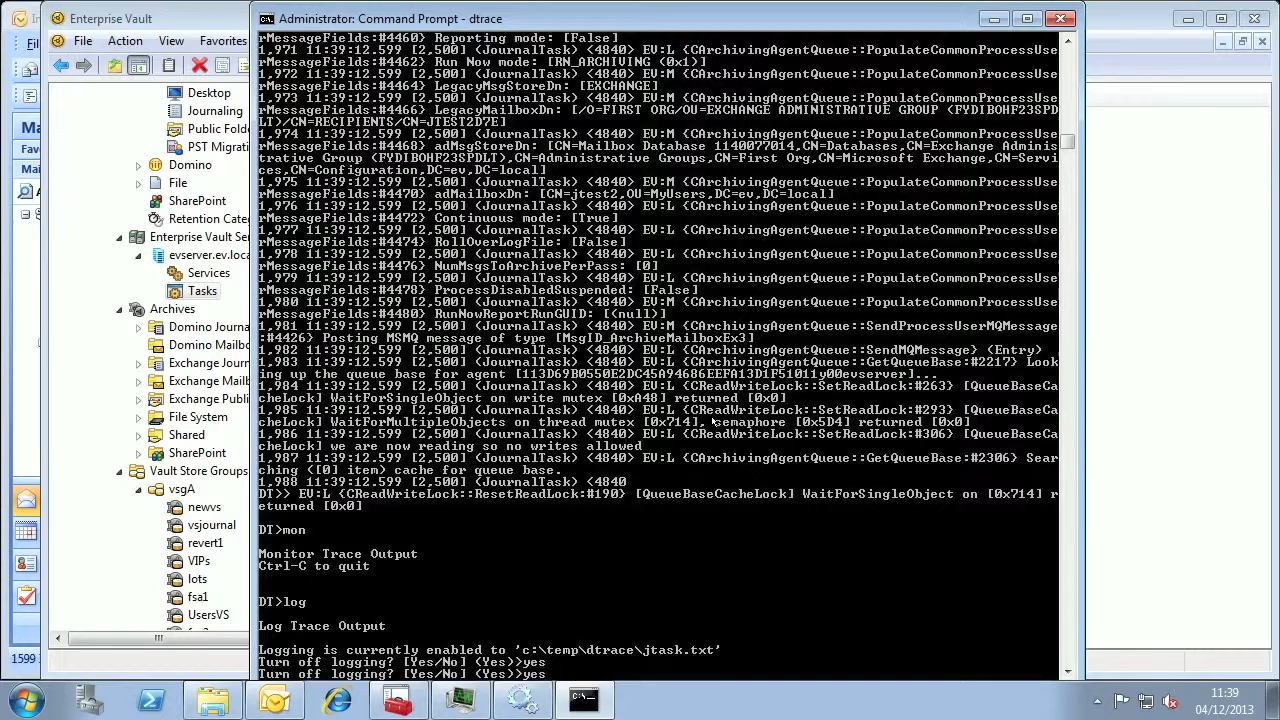 Enterprise Vault
File Action View Favourites
Desktop
Journaling
Public Folde
PST Migratio
Domino
File
SharePoint
Retention Categ
Enterprise Vault Ser
evserver.ev.loca
Services
Tasks
Archives
Domino Journa
Domino Mailbo
Exchange Journ
Exchange Mailb
Exchange Publi
File System
Shared
SharePoint
Vault Store Groups
vsgA
newvs
vsjournal
revert1
VIPs
lots
fsa1
UsersVS
In
Fil
Ma
Favo
Mai
1599
Administrator: Command Prompt - dtrace
rMessageFields:#4460} Reporting mode: [False]
1,971 11:39:12.599 [2,500] (JournalTask) <4840> EV:L {CArchivingAgentQueue::PopulateCommonProcessUse
rMessageFields:#4462} Run Now mode: [RN_ARCHIVING (0x1)]
1,972 11:39:12.599 [2,500] (JournalTask) <4840> EV:M {CArchivingAgentQueue::PopulateCommonProcessUse
rMessageFields:#4464} LegacyMsgStoreDn: [EXCHANGE]
1,973 11:39:12.599 [2,500] (JournalTask) <4840> EV:M {CArchivingAgentQueue::PopulateCommonProcessUse
rMessageFields:#4466} LegacyMailboxDn: [/O=FIRST ORG/OU=EXCHANGE ADMINISTRATIVE GROUP (FYDIBOHF23SPD
LT)/CN=RECIPIENTS/CN=JTEST2D7E]
1,974 11:39:12.599 [2,500] (JournalTask) <4840> EV:M {CArchivingAgentQueue::PopulateCommonProcessUse
rMessageFields:#4468} adMsgStoreDn: [CN=Mailbox Database 1140077014,CN=Databases,CN=Exchange Adminis
trative Group (FYDIBOHF23SPDLT),CN=Administrative Groups,CN=First Org,CN=Microsoft Exchange,CN=Servi
ces,CN=Configuration,DC=ev,DC=local]
1,975 11:39:12.599 [2,500] (JournalTask) <4840> EV:M {CArchivingAgentQueue::PopulateCommonProcessUse
rMessageFields:#4470} adMailboxDn: [CN=jtest2,OU=MyUsers,DC=ev,DC=local]
1,976 11:39:12.599 [2,500] (JournalTask) <4840> EV:L {CArchivingAgentQueue::PopulateCommonProcessUse
rMessageFields:#4472} Continuous mode: [True]
1,977 11:39:12.599 [2,500] (JournalTask) <4840> EV:L {CArchivingAgentQueue::PopulateCommonProcessUse
rMessageFields:#4474} RollOverLogFile: [False]
1,978 11:39:12.599 [2,500] (JournalTask) <4840> EV:L {CArchivingAgentQueue::PopulateCommonProcessUse
rMessageFields:#4476} NumMsgsToArchivePerPass: [0]
1,979 11:39:12.599 [2,500] (JournalTask) <4840> EV:L {CArchivingAgentQueue::PopulateCommonProcessUse
rMessageFields:#4478} ProcessDisabledSuspended: [False]
1,980 11:39:12.599 [2,500] (JournalTask) <4840> EV:M {CArchivingAgentQueue::PopulateCommonProcessUse
rMessageFields:#4480} RunNowReportRunGUID: [(null)]
1,981 11:39:12.599 [2,500] (JournalTask) <4840> EV:M {CArchivingAgentQueue::SendProcessUserMQMessage
:#4426} Posting MSMQ message of type [MsgID_ArchiveMailboxEx3]
1,982 11:39:12.599 [2,500] (JournalTask) <4840> EV:L {CArchivingAgentQueue::SendMQMessage} (Entry)
1,983 11:39:12.599 [2,500] (JournalTask) <4840> EV:L {CArchivingAgentQueue::GetQueueBase:#2217} Look
ing up the queue base for agent [113D69B0550E2DC45A94686EEFA13D1F51011y00evserver]...
1,984 11:39:12.599 [2,500] (JournalTask) <4840> EV:L {CReadWriteLock::SetReadLock:#263} [QueueBaseCa
cheLock] WaitForSingleObject on write mutex [0xA48] returned [0x0]
1,985 11:39:12.599 [2,500] (JournalTask) <4840> EV:L {CReadWriteLock::SetReadLock:#293} [QueueBaseCa
cheLock] WaitForMultipleObjects on thread mutex [0x714], semaphore [0x5D4] returned [0x0]
1,986 11:39:12.599 [2,500] (JournalTask) <4840> EV:L {CReadWriteLock::SetReadLock:#306} [QueueBaseCa
cheLock] we are now reading so no writes allowed
1,987 11:39:12.599 [2,500] (JournalTask) <4840> EV:L {CArchivingAgentQueue::GetQueueBase:#2306} Sear
ching ([0] item) cache for queue base.
1,988 11:39:12.599 [2,500] (JournalTask) <4840
DT>> EV:L {CReadWriteLock::ResetReadLock:#190} [QueueBaseCacheLock] WaitForSingleObject on [0x714] r
eturned [0x0]
DT>mon
Monitor Trace Output
Ctrl-C to quit
DT>log
Log Trace Output
Logging is currently enabled to 'c:\temp\dtrace\jtask.txt'
Turn off logging? [Yes/No] (Yes)>yes
Turn off logging? [Yes/No] (Yes)>yes
11:39
04/12/2013